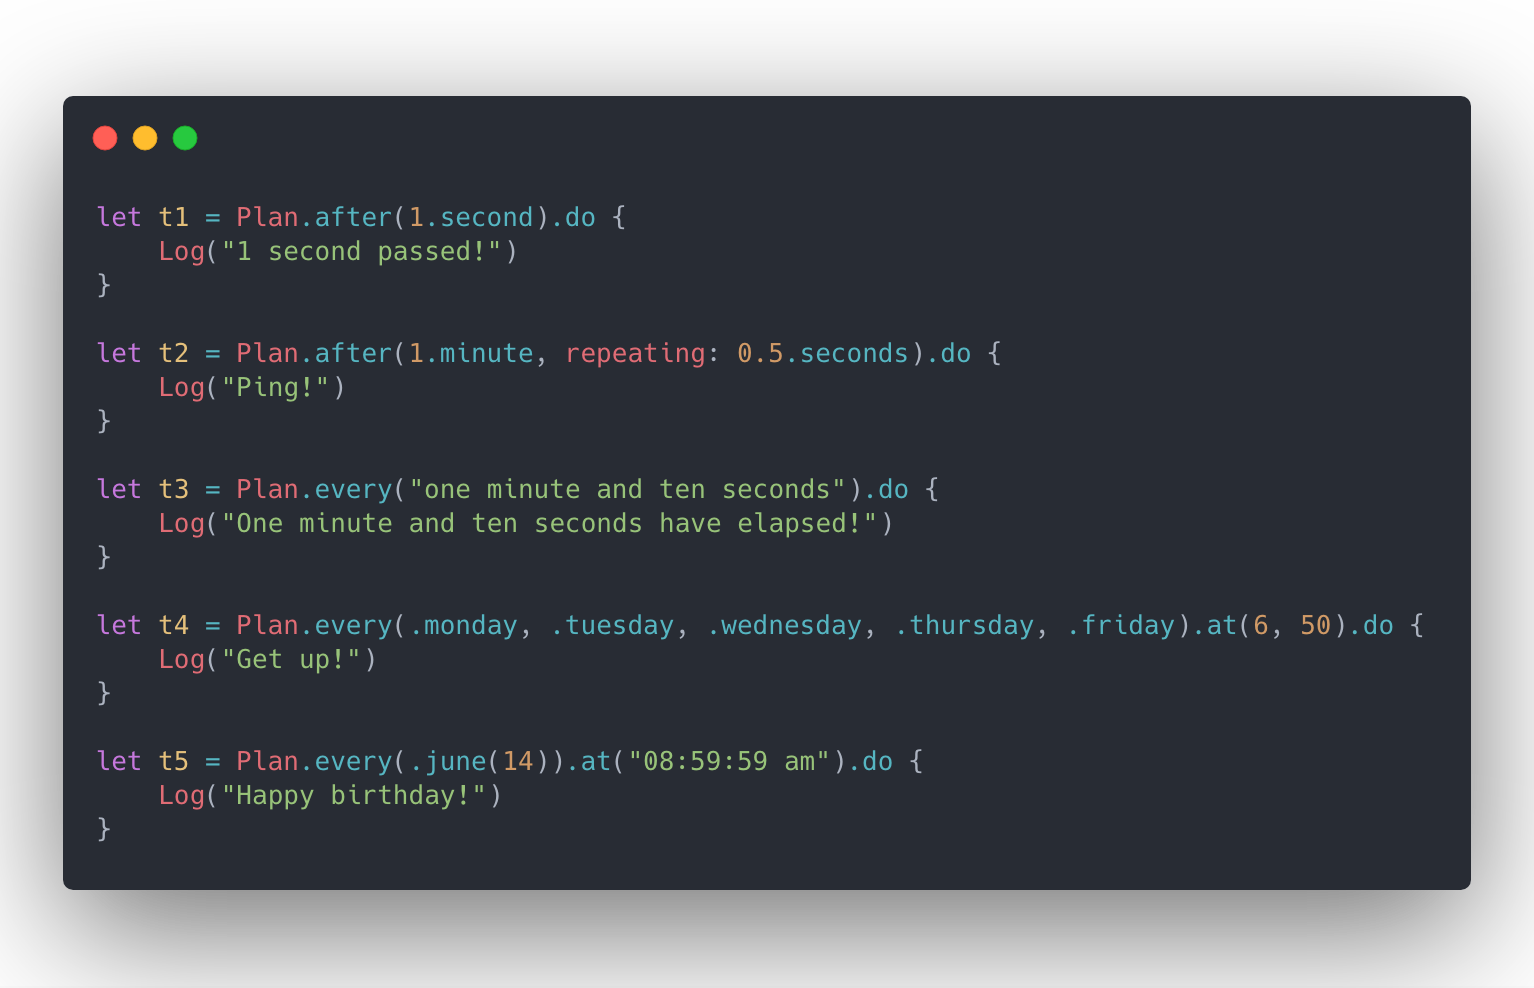 let t1 = Plan.after(1.second).do {
    Log("1 second passed!")
}

let t2 = Plan.after(1.minute, repeating: 0.5.seconds).do {
    Log("Ping!")
}

let t3 = Plan.every("one minute and ten seconds").do {
    Log("One minute and ten seconds have elapsed!")
}

let t4 = Plan.every(.monday, .tuesday, .wednesday, .thursday, .friday).at(6, 50).do {
    Log("Get up!")
}

let t5 = Plan.every(.june(14)).at("08:59:59 am").do {
    Log("Happy birthday!")
}